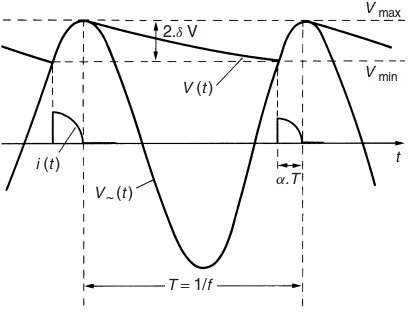 V max
2.δ V
V (t)
V min
i (t)
t
V~ (t)
α.T
T = 1/f